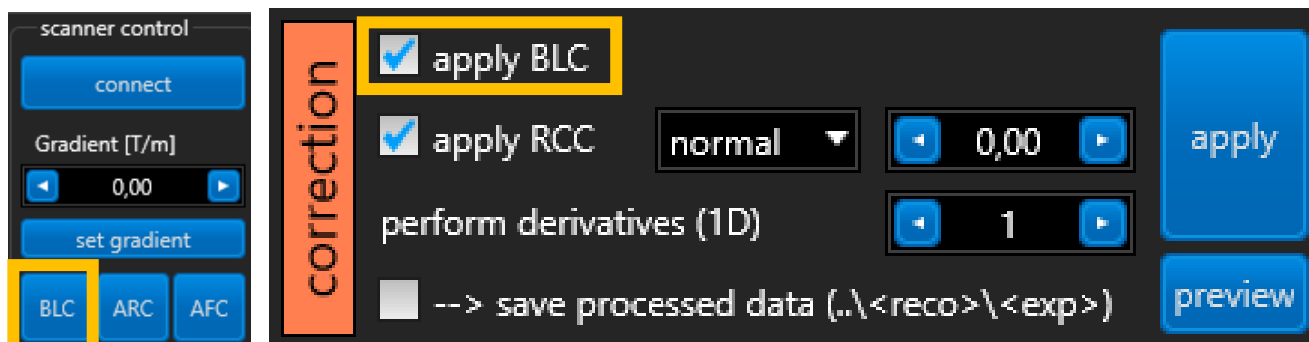 scanner control
connect
Gradient [T/m]
0,00
set gradient
BLC ARC AFC
correction
apply BLC
apply RCC normal 0,00
perform derivatives (1D) 1
--> save processed data (..\<reco>\<exp>)
apply
preview